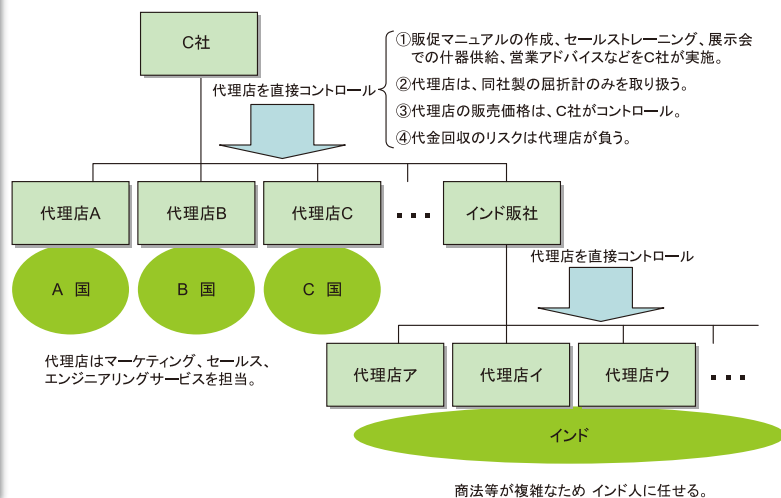 C社
代理店を直接コントロール
①販促マニュアルの作成、セールストレーニング、展示会
での什器供給、営業アドバイスなどをC社が実施。
②代理店は、同社製の屈折計のみを取り扱う。
③代理店の販売価格は、C社がコントロール。
④代金回収のリスクは代理店が負う。
代理店A
代理店B
代理店C
・・・
インド販社
A 国
B 国
C 国
代理店を直接コントロール
代理店はマーケティング、セールス、
エンジニアリングサービスを担当。
代理店ア
代理店イ
代理店ウ
・・・
インド
商法等が複雑なため インド人に任せる。